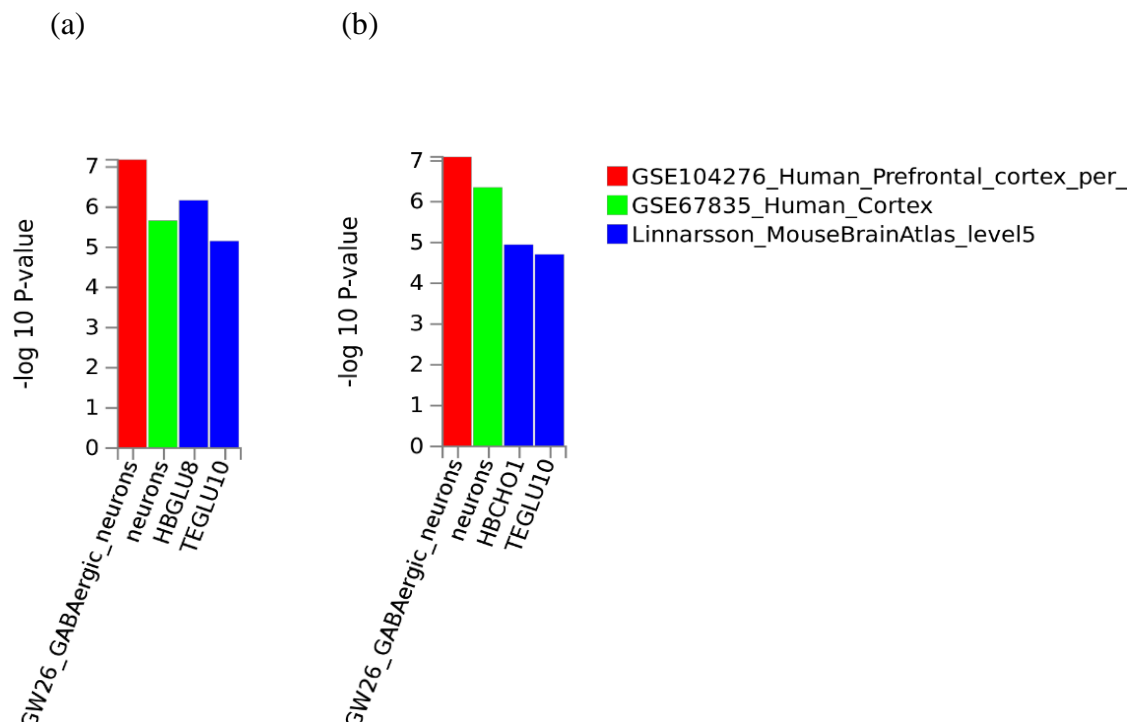 (a)
(b)
-log 10 P-value
7
6
5
4
3
2
1
0
GW26_GABAergic_neurons
neurons
HBGLU8
TEGLU10
-log 10 P-value
7
6
5
4
3
2
1
0
GW26_GABAergic_neurons
neurons
HBCHO1
TEGLU10
GSE104276_Human_Prefrontal_cortex_per_
GSE67835_Human_Cortex
Linnarsson_MouseBrainAtlas_level5